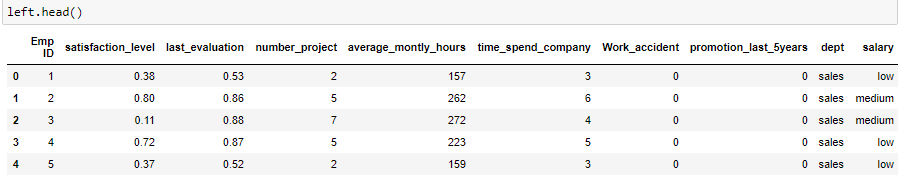 left.head()
Emp ID satisfaction_level last_evaluation number_project average_montly_hours time_spend_company Work_accident promotion_last_5years dept salary
0 1 0.38 0.53 2 157 3 0 0 sales low
1 2 0.80 0.86 5 262 6 0 0 sales medium
2 3 0.11 0.88 7 272 4 0 0 sales medium
3 4 0.72 0.87 5 223 5 0 0 sales low
4 5 0.37 0.52 2 159 3 0 0 sales low